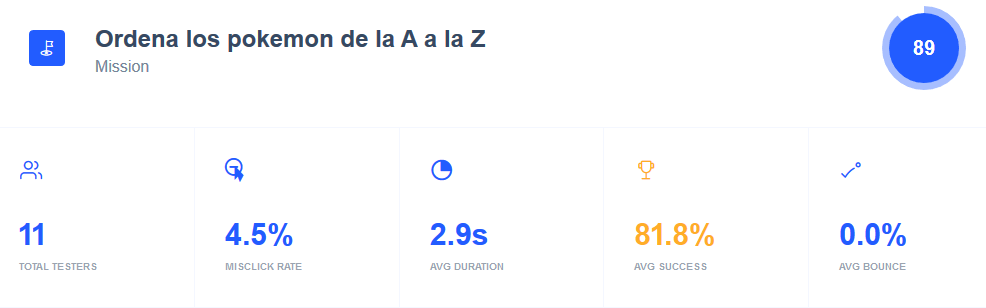 Ordena los pokemon de la A a la Z
Mission
89
11
TOTAL TESTERS
4.5%
MISCLICK RATE
2.9s
AVG DURATION
81.8%
AVG SUCCESS
0.0%
AVG BOUNCE